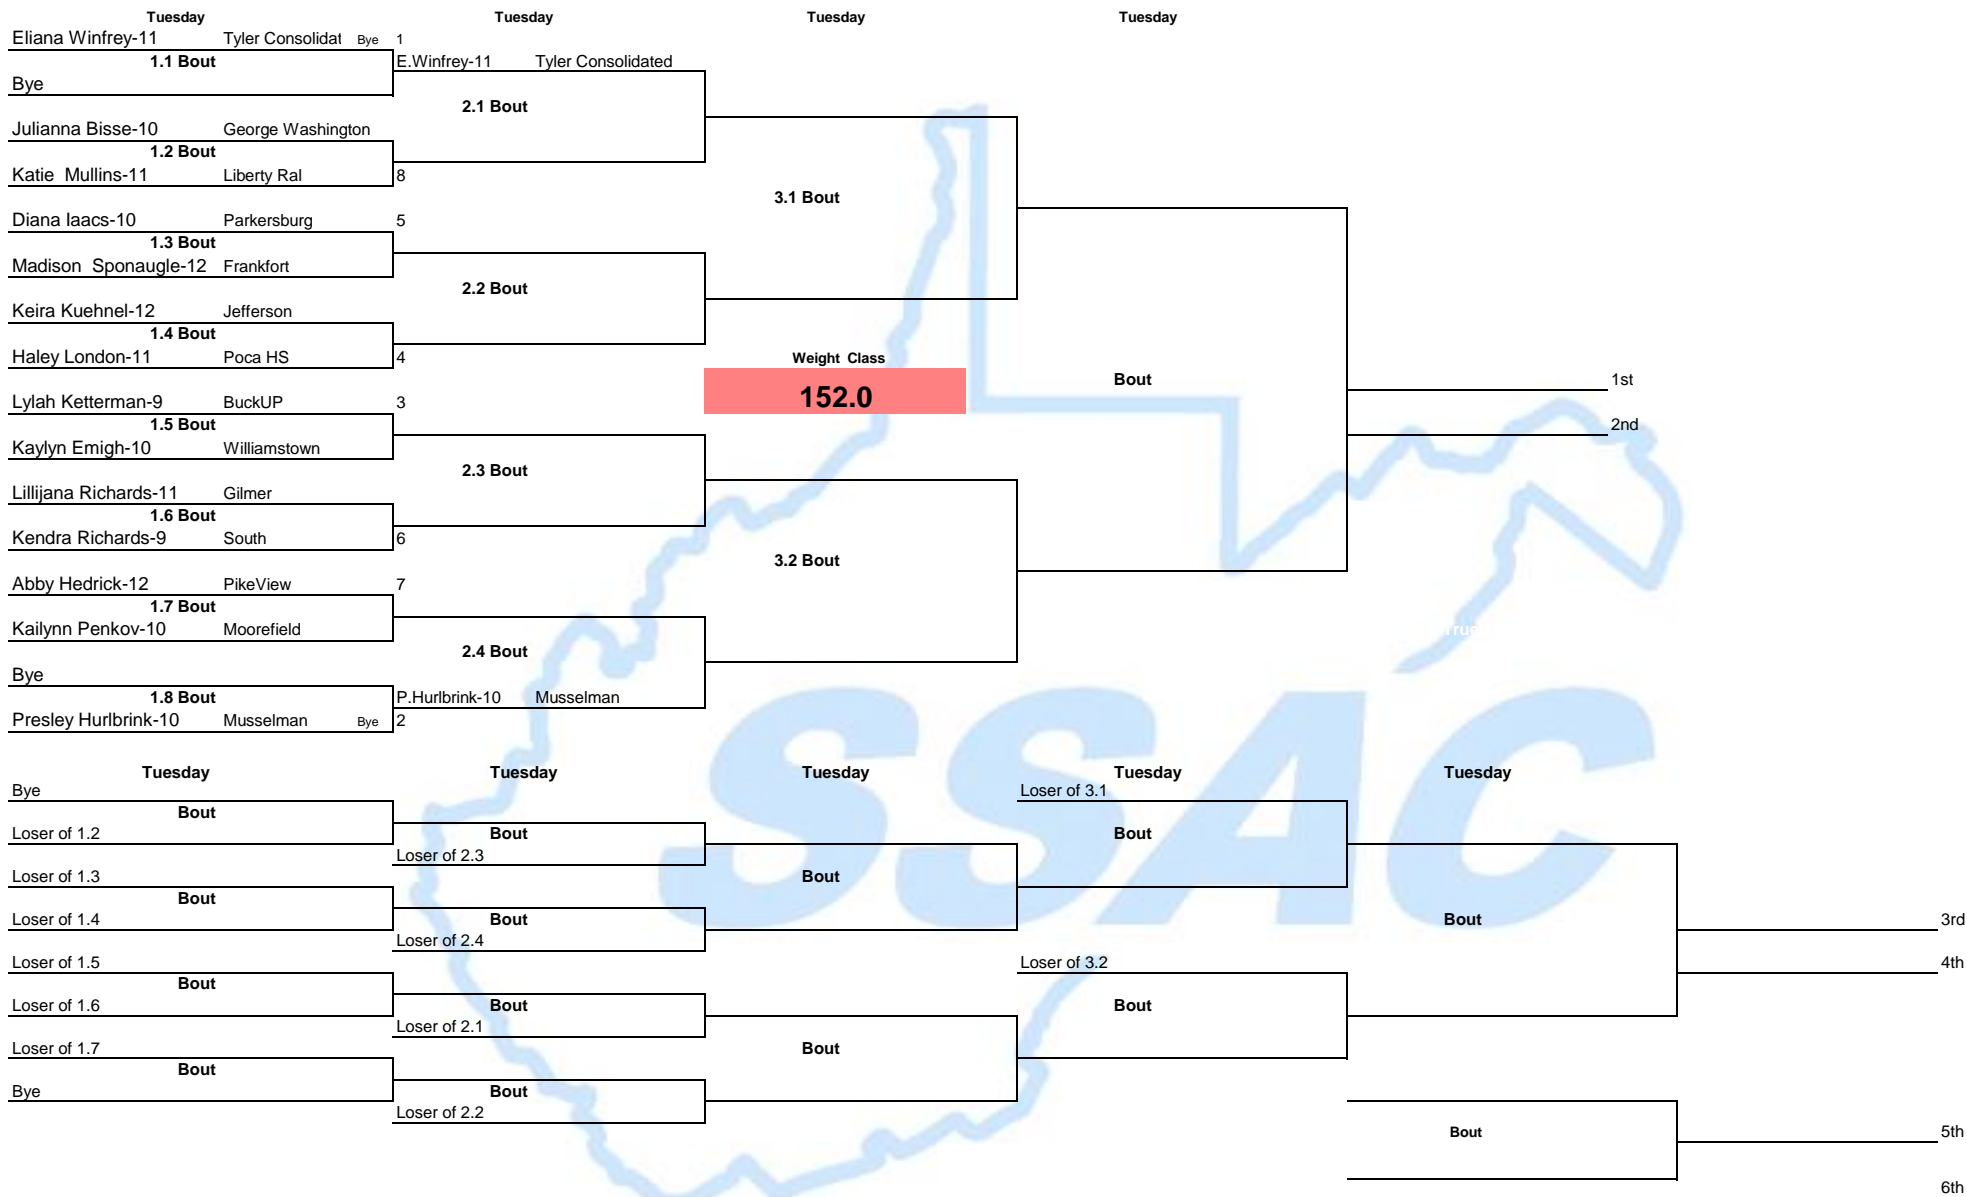 Tuesday Tuesday Tuesday Tuesday
Eliana Winfrey-11 Tyler Consolidat Bye 1
1.1 Bout E.Winfrey-11 Tyler Consolidated
Bye
2.1 Bout
Julianna Bisse-10 George Washington
1.2 Bout
Katie Mullins-11 Liberty Ral 8
3.1 Bout
Diana Iaacs-10 Parkersburg 5
1.3 Bout
Madison Sponaugle-12 Frankfort
2.2 Bout
Keira Kuehnel-12 Jefferson
1.4 Bout
Haley London-11 Poca HS 4 Weight Class
Bout 1st
152.0
Lylah Ketterman-9 BuckUP 3
1.5 Bout 2nd
Kaylyn Emigh-10 Williamstown
2.3 Bout
Lillijana Richards-11 Gilmer
1.6 Bout
Kendra Richards-9 South 6
3.2 Bout
Abby Hedrick-12 PikeView 7
1.7 Bout
Kailynn Penkov-10 Moorefield True
2.4 Bout
Bye
1.8 Bout P.Hurlbrink-10 Musselman
Presley Hurlbrink-10 Musselman Bye 2
Tuesday Tuesday Tuesday Tuesday Tuesday
Bye Loser of 3.1
Bout
Loser of 1.2 Bout Bout
Loser of 2.3
Loser of 1.3 Bout
Bout
Loser of 1.4 Bout Bout 3rd
Loser of 2.4
Loser of 1.5 Loser of 3.2 4th
Bout
Loser of 1.6 Bout Bout
Loser of 2.1
Loser of 1.7 Bout
Bout
Bye Bout
Loser of 2.2
Bout 5th
6th
SSAC